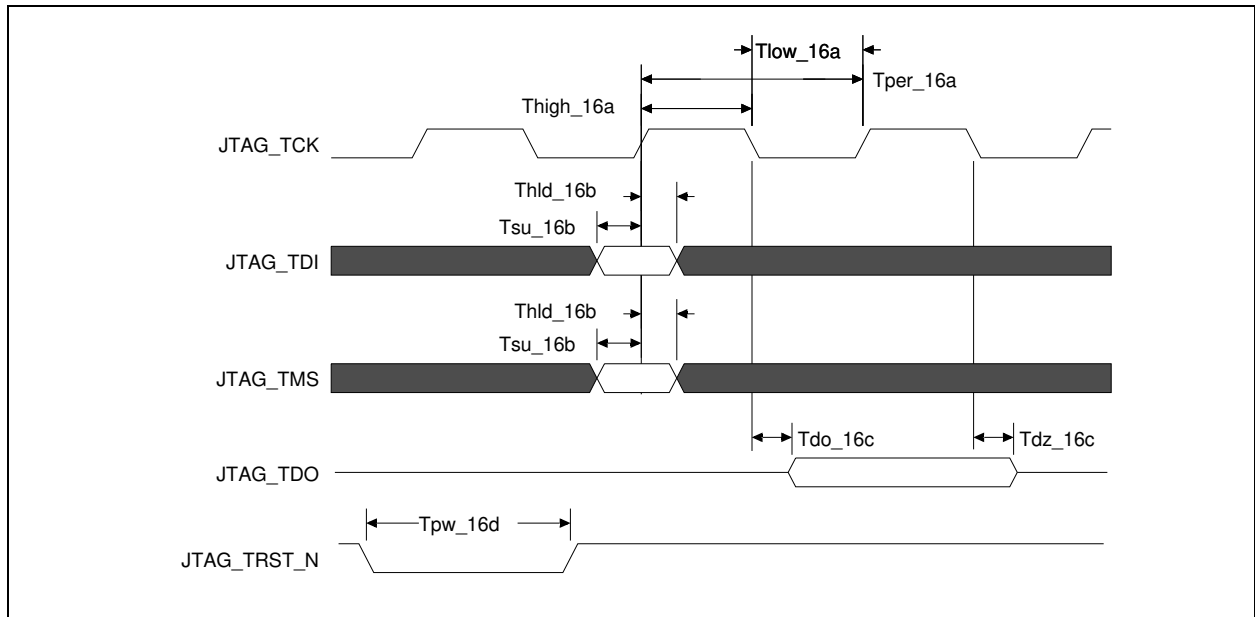 Tlow_16a
Tper_16a
Thigh_16a
JTAG_TCK
Thld_16b
Tsu_16b
JTAG_TDI
Thld_16b
Tsu_16b
JTAG_TMS
Tdo_16c
Tdz_16c
JTAG_TDO
Tpw_16d
JTAG_TRST_N